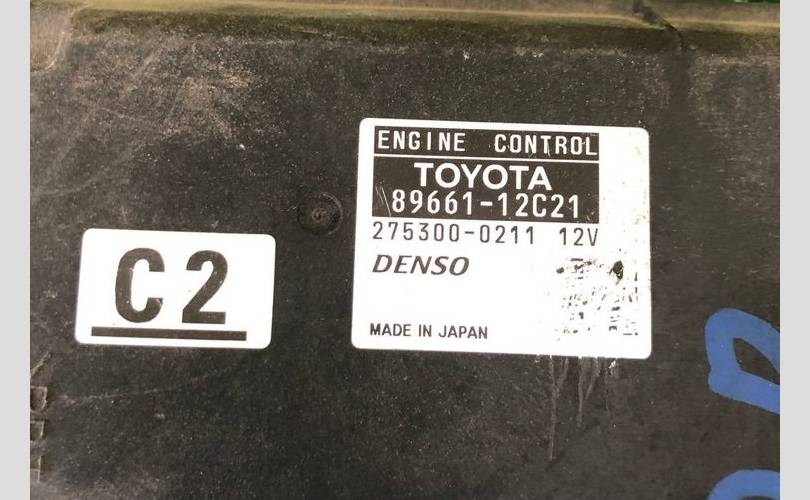 ENGINE CONTROL
TOYOTA
89661-12C21
275300-0211 12V
DENSO
MADE IN JAPAN
C2